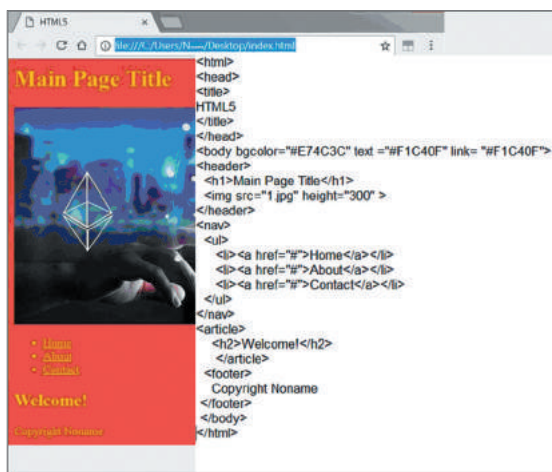 HTML5
file:///C:/Users/N----/Desktop/index.html
Main Page Title
Home
About
Contact
Welcome!
Copyright Noname
<html>
<head>
<title>
HTML5
</title>
</head>
<body bgcolor="#E74C3C" text ="#F1C40F" link= "#F1C40F">
<header>
<h1>Main Page Title</h1>
<img src="1.jpg" height="300" >
</header>
<nav>
<ul>
<li><a href="#">Home</a></li>
<li><a href="#">About</a></li>
<li><a href="#">Contact</a></li>
</ul>
</nav>
<article>
<h2>Welcome!</h2>
</article>
<footer>
Copyright Noname
</footer>
</body>
</html>